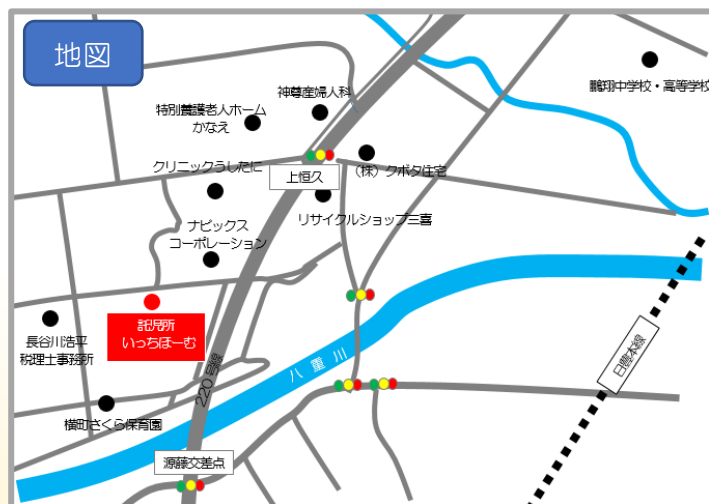 地図
鵬翔中学校・高等学校
神尊産婦人科
特別養護老人ホーム
かなえ
クリニックうしたに
上恒久
(株)クボタ住宅
リサイクルショップ三喜
ナビックス
コーポレーション
託児所
いっちほーむ
長谷川浩平
税理士事務所
220号線
八重川
日豊本線
横町さくら保育園
源藤交差点